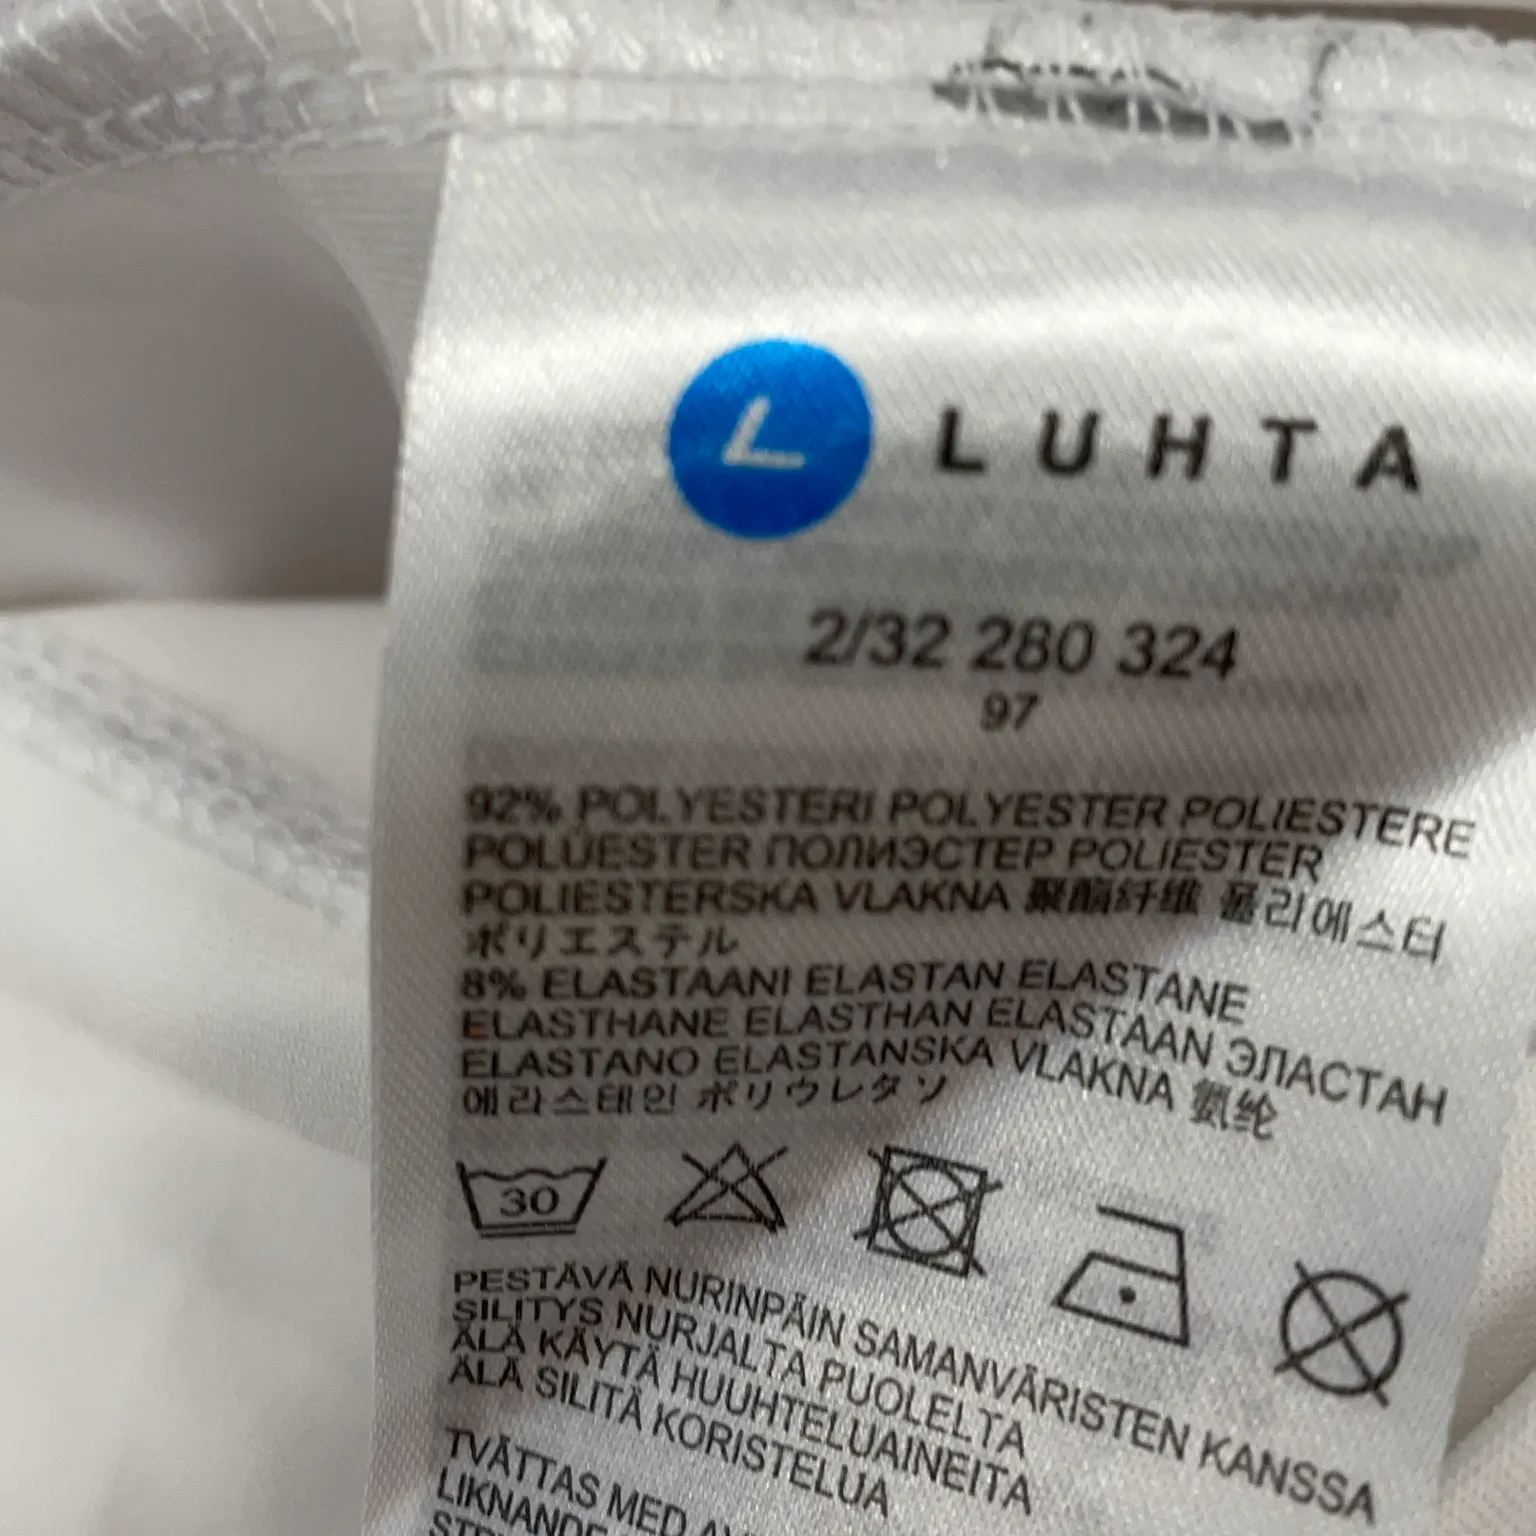 L LUHTA
2/32 280 324
97
92% POLYESTERI POLYESTER POLIESTERE
POLÜESTER ПОЛИЭСТЕР POLIESTER
POLIESTERSKA VLAKNA 聚酯纤维 폴리에스터
ポリエステル
8% ELASTAANI ELASTAN ELASTANE
ELASTHANE ELASTHAN ELASTAAN ЭЛАСТАН
ELASTANO ELASTANSKA VLAKNA 氨纶
에라스테인 ポリウレタン
30
PESTÄVÄ NURINPÄIN SAMANVÄRISTEN KANSSA
SILITYS NURJALTA PUOLELTA
ÄLÄ KÄYTÄ HUUHTELUAINEITA
ÄLÄ SILITÄ KORISTELUA
TVÄTTAS MED
LIKNANDE